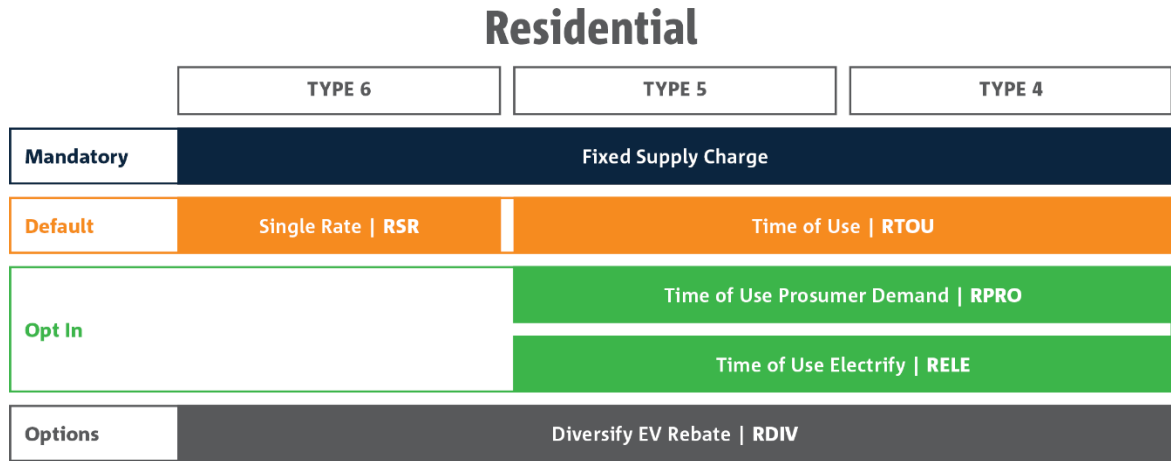 Residential
TYPE 6
TYPE 5
TYPE 4
Mandatory
Fixed Supply Charge
Default
Single Rate | RSR
Time of Use | RTOU
Opt In
Time of Use Prosumer Demand | RPRO
Time of Use Electrify | RELE
Options
Diversify EV Rebate | RDIV